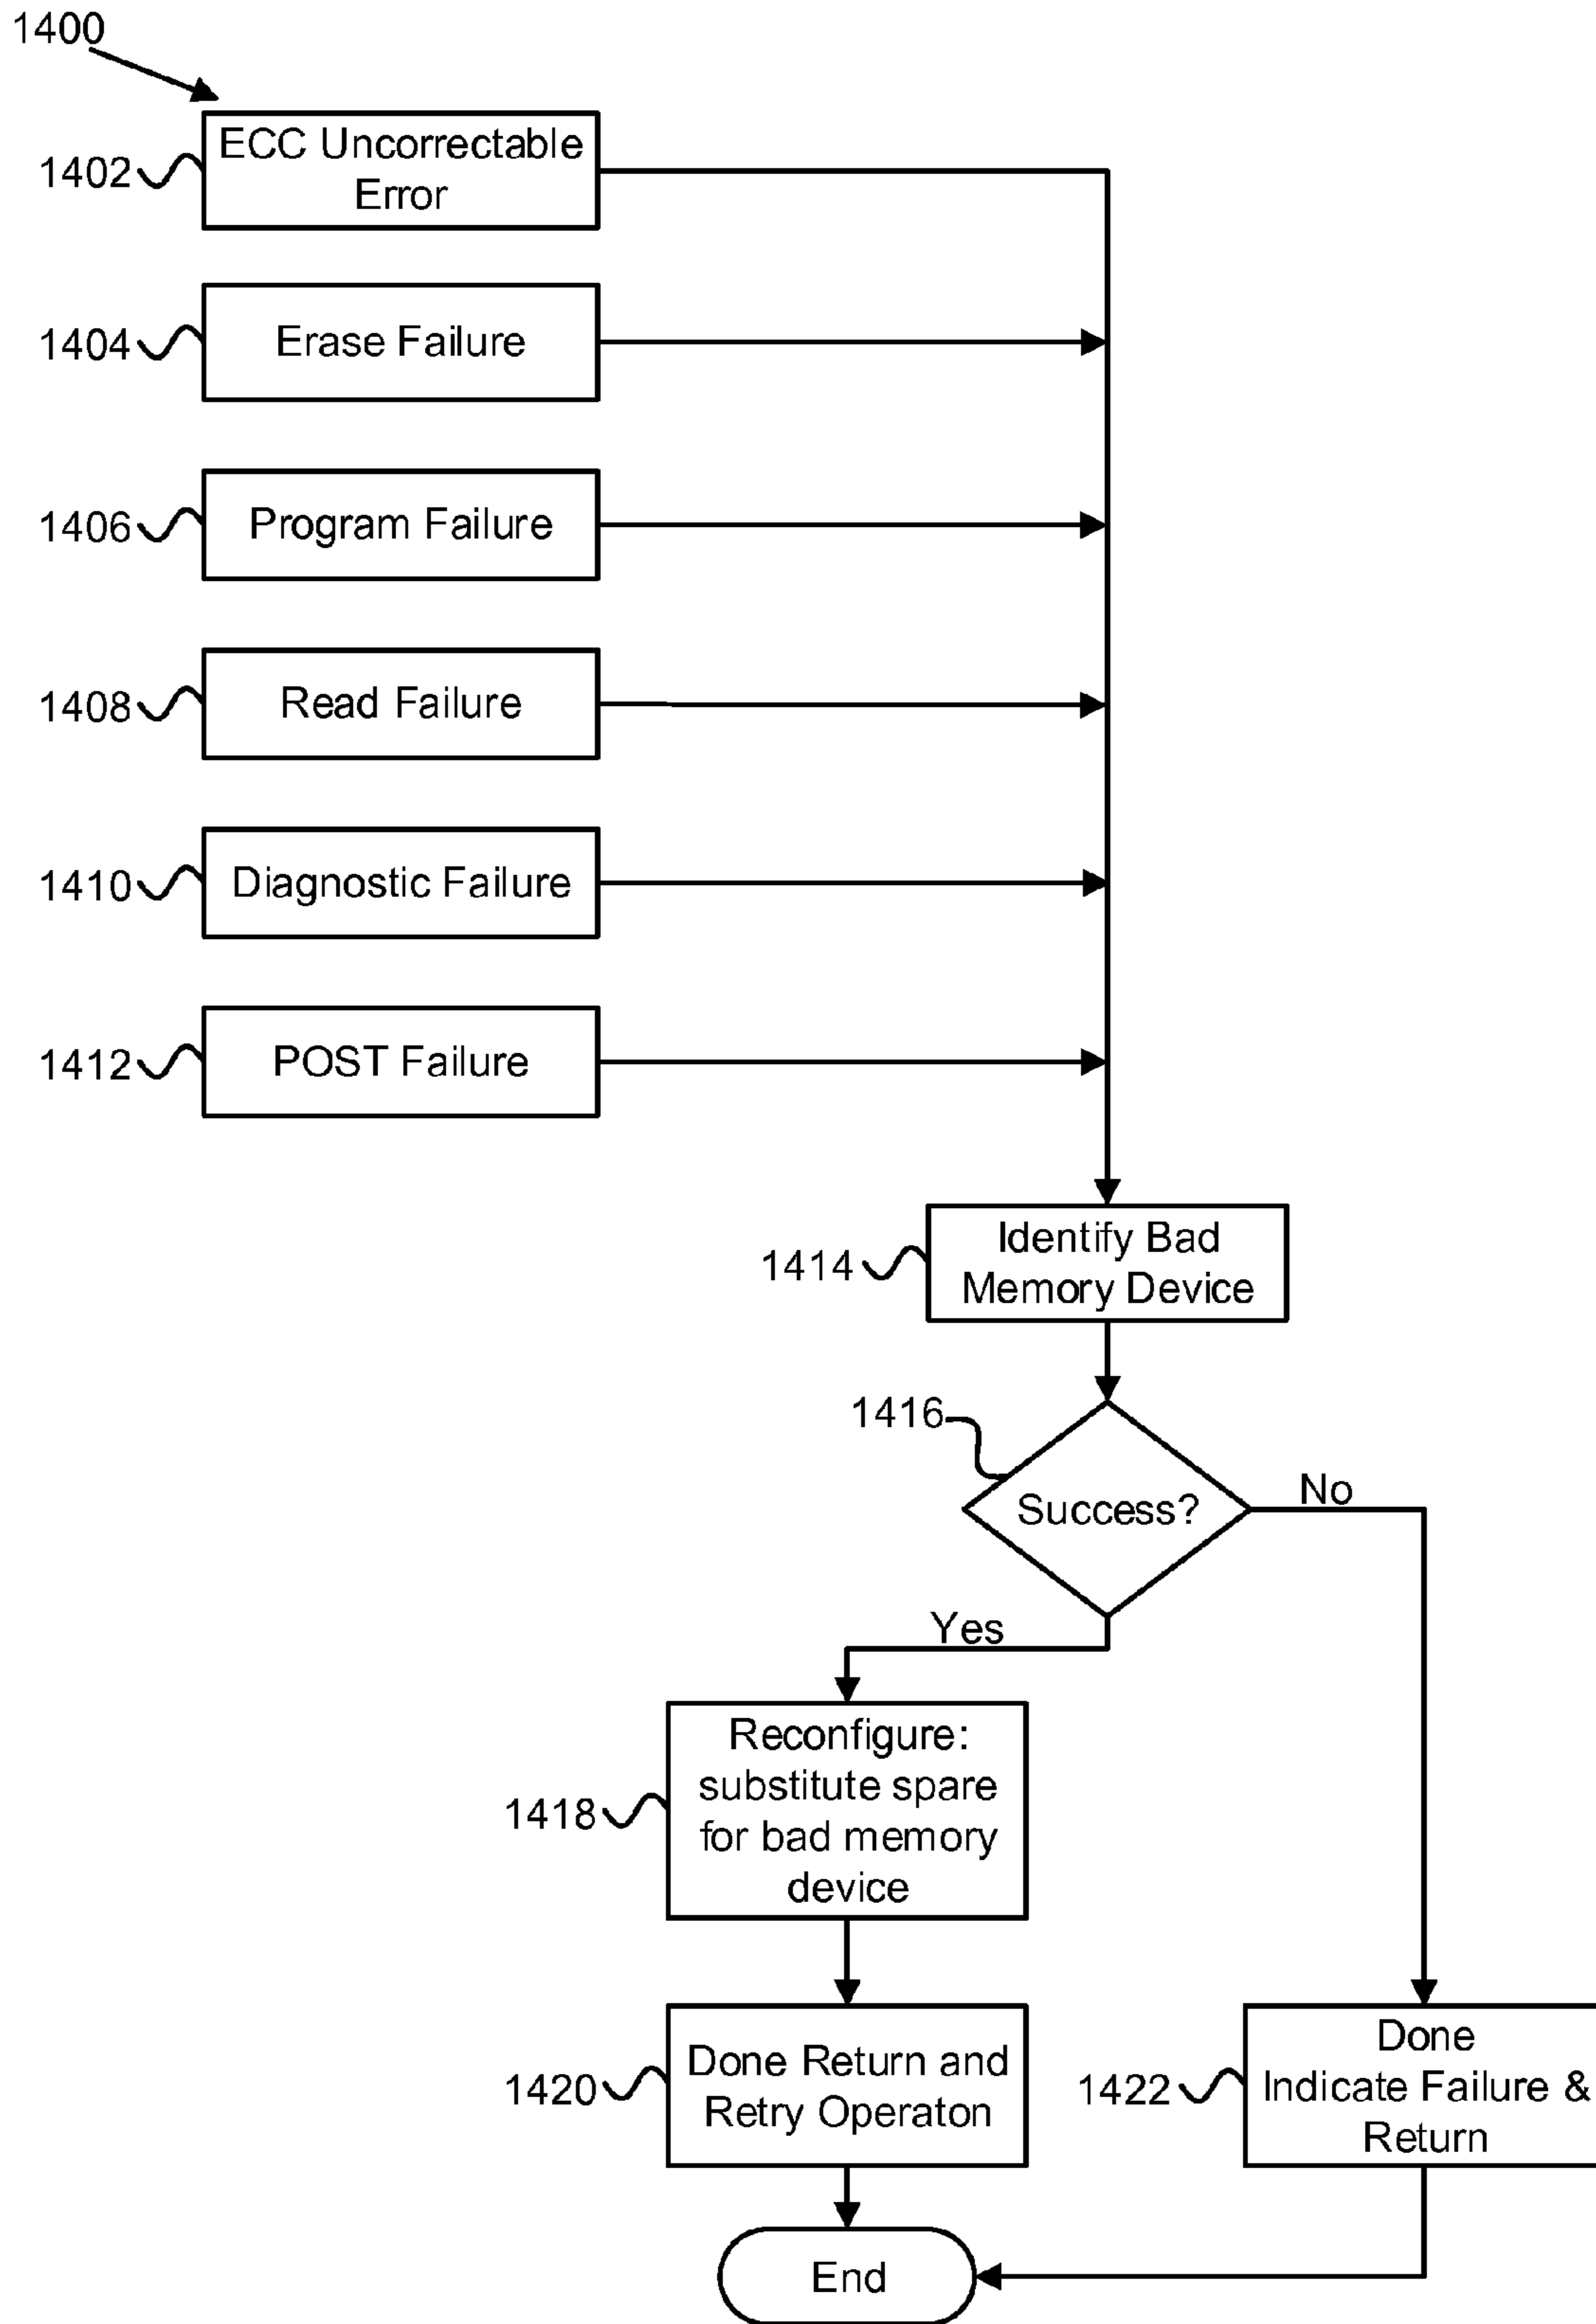 1400
1402
ECC Uncorrectable
Error
1404
Erase Failure
1406
Program Failure
1408
Read Failure
1410
Diagnostic Failure
1412
POST Failure
1414
Identify Bad
Memory Device
1416
Success?
No
Yes
1418
Reconfigure:
substitute spare
for bad memory
device
1420
Done Return and
Retry Operaton
1422
Done
Indicate Failure &
Return
End